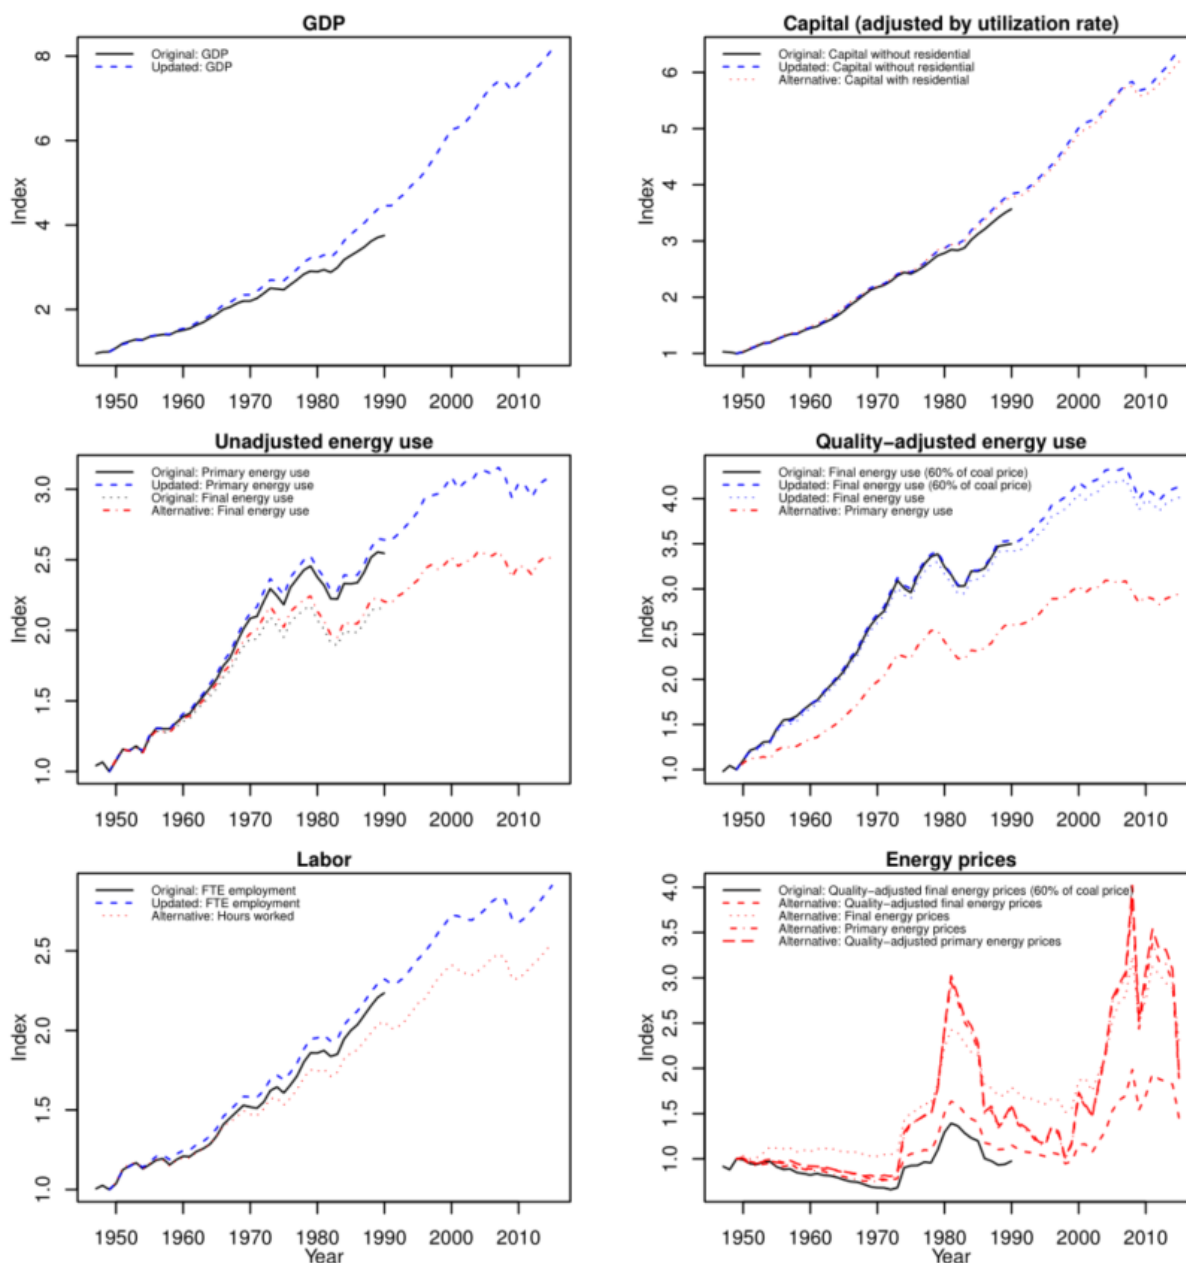 GDP
Original: GDP
Updated: GDP
Index
8
6
4
2
1950 1960 1970 1980 1990 2000 2010
Capital (adjusted by utilization rate)
Original: Capital without residential
Updated: Capital without residential
Alternative: Capital with residential
Index
6
5
4
3
2
1
1950 1960 1970 1980 1990 2000 2010
Unadjusted energy use
Original: Primary energy use
Updated: Primary energy use
Original: Final energy use
Alternative: Final energy use
Index
3.0
2.5
2.0
1.5
1.0
1950 1960 1970 1980 1990 2000 2010
Quality−adjusted energy use
Original: Final energy use (60% of coal price)
Updated: Final energy use (60% of coal price)
Updated: Final energy use
Alternative: Primary energy use
Index
4.0
3.5
3.0
2.5
2.0
1.5
1.0
1950 1960 1970 1980 1990 2000 2010
Labor
Original: FTE employment
Updated: FTE employment
Alternative: Hours worked
Index
2.5
2.0
1.5
1.0
1950 1960 1970 1980 1990 2000 2010
Year
Energy prices
Original: Quality−adjusted final energy prices (60% of coal price)
Alternative: Quality−adjusted final energy prices
Alternative: Final energy prices
Alternative: Primary energy prices
Alternative: Quality−adjusted primary energy prices
Index
4.0
3.5
3.0
2.5
2.0
1.5
1.0
1950 1960 1970 1980 1990 2000 2010
Year